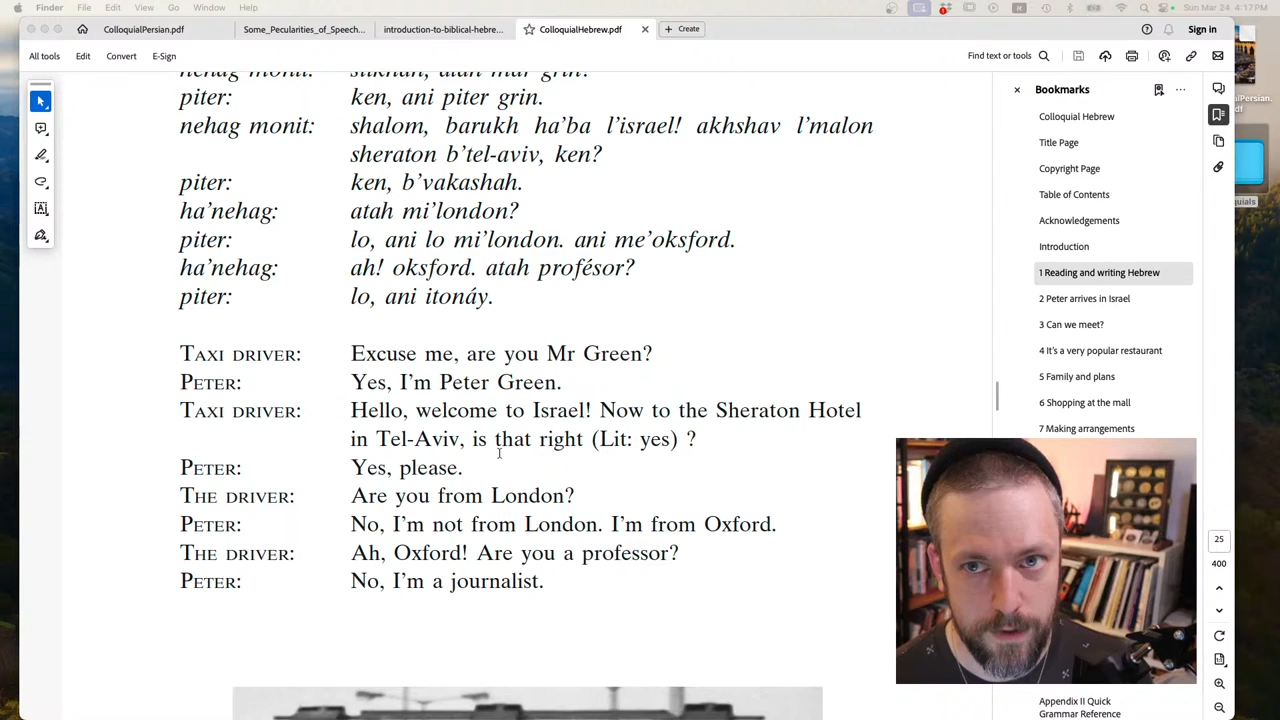 Finder File Edit View Go Window Help
Sun Mar 24 4:17 PM
ColloquialPersian.pdf Some_Pecularities_of_Speech... introduction-to-biblical-hebre... ColloquialHebrew.pdf Create Sign in
All tools Edit Convert E-Sign Find text or tools
nehag monit: slikhah, atah mar grin?
piter: ken, ani piter grin.
nehag monit: shalom, barukh ha'ba l'israel! akhshav l'malon
sheraton b'tel-aviv, ken?
piter: ken, b'vakashah.
ha'nehag: atah mi'london?
piter: lo, ani lo mi'london. ani me'oksford.
ha'nehag: ah! oksford. atah profésor?
piter: lo, ani itonáy.
TAXI DRIVER: Excuse me, are you Mr Green?
PETER: Yes, I'm Peter Green.
TAXI DRIVER: Hello, welcome to Israel! Now to the Sheraton Hotel
in Tel-Aviv, is that right (Lit: yes) ?
PETER: Yes, please.
THE DRIVER: Are you from London?
PETER: No, I'm not from London. I'm from Oxford.
THE DRIVER: Ah, Oxford! Are you a professor?
PETER: No, I'm a journalist.
Bookmarks
Colloquial Hebrew
Title Page
Copyright Page
Table of Contents
Acknowledgements
Introduction
1 Reading and writing Hebrew
2 Peter arrives in Israel
3 Can we meet?
4 It's a very popular restaurant
5 Family and plans
6 Shopping at the mall
7 Making arrangements
Appendix II Quick
Grammar Reference
25
400